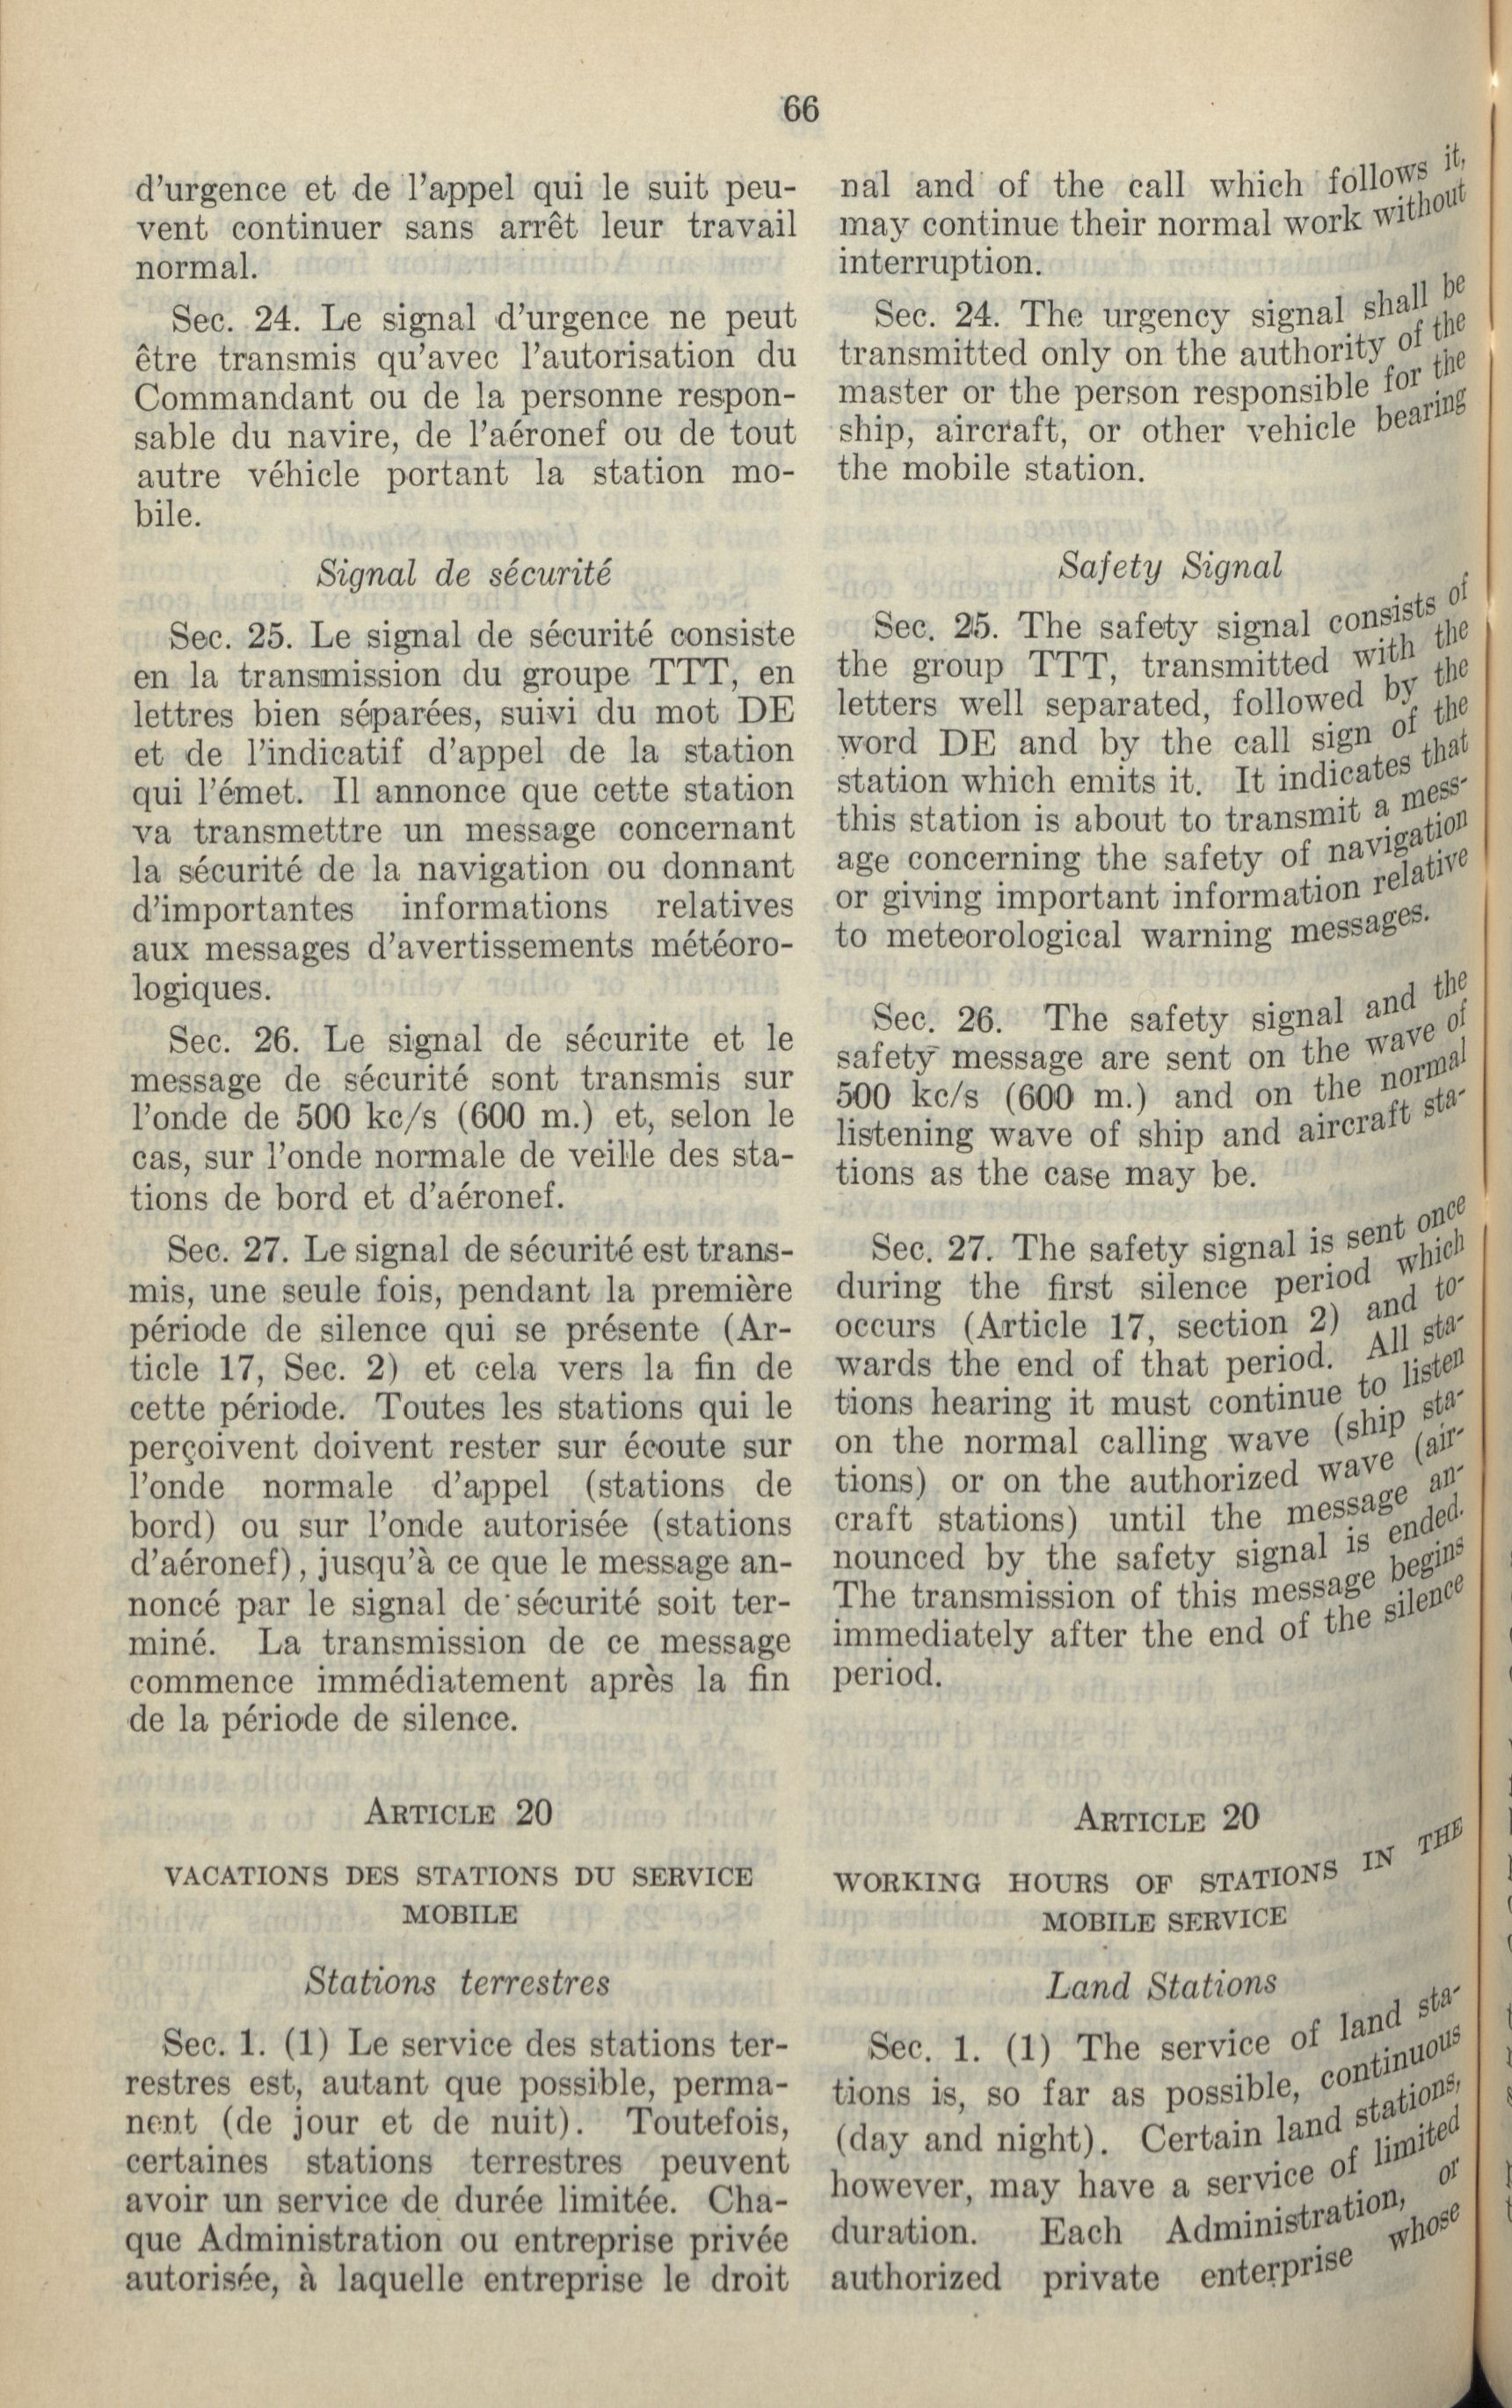 66
d'urgence et de l'appel qui le suit peu-
vent continuer sans arrêt leur travail
normal.
Sec. 24. Le signal d'urgence ne peut
être transmis qu'avec l'autorisation du
Commandant ou de la personne respon-
sable du navire, de l'aéronef ou de tout
autre véhicle portant la station mo-
bile.
Signal de sécurité
Sec. 25. Le signal de sécurité consiste
en la transmission du groupe TTT, en
lettres bien séparées, suivi du mot DE
et de l'indicatif d'appel de la station
qui l'émet. Il annonce que cette station
va transmettre un message concernant
la sécurité de la navigation ou donnant
d'importantes informations relatives
aux messages d'avertissements météoro-
logiques.
Sec. 26. Le signal de sécurite et le
message de sécurité sont transmis sur
l'onde de 500 kc/s (600 m.) et, selon le
cas, sur l'onde normale de veille des sta-
tions de bord et d'aéronef.
Sec. 27. Le signal de sécurité est trans-
mis, une seule fois, pendant la première
période de silence qui se présente (Ar-
ticle 17, Sec. 2) et cela vers la fin de
cette période. Toutes les stations qui le
perçoivent doivent rester sur écoute sur
l'onde normale d'appel (stations de
bord) ou sur l'onde autorisée (stations
d'aéronef), jusqu'à ce que le message an-
noncé par le signal de sécurité soit ter-
miné. La transmission de ce message
commence immédiatement après la fin
de la période de silence.
ARTICLE 20
VACATIONS DES STATIONS DU SERVICE
MOBILE
Stations terrestres
Sec. 1. (1) Le service des stations ter-
restres est, autant que possible, perma-
nent (de jour et de nuit). Toutefois,
certaines stations terrestres peuvent
avoir un service de durée limitée. Cha-
que Administration ou entreprise privée
autorisée, à laquelle entreprise le droit
nal and of the call which follows it,
may continue their normal work without
interruption.
Sec. 24. The urgency signal shall be
transmitted only on the authority of the
master or the person responsible for the
ship, aircraft, or other vehicle bearing
the mobile station.
Safety Signal
Sec. 25. The safety signal consists of
the group TTT, transmitted with the
letters well separated, followed by the
word DE and by the call sign of the
station which emits it. It indicates that
this station is about to transmit a mess-
age concerning the safety of navigation
or giving important information relative
to meteorological warning messages.
Sec. 26. The safety signal and the
safety message are sent on the wave of
500 kc/s (600 m.) and on the normal
listening wave of ship and aircraft sta-
tions as the case may be.
Sec. 27. The safety signal is sent once
during the first silence period which
occurs (Article 17, section 2) and to-
wards the end of that period. All sta-
tions hearing it must continue to listen
on the normal calling wave (ship sta-
tions) or on the authorized wave (air-
craft stations) until the message an-
nounced by the safety signal is ended.
The transmission of this message begins
immediately after the end of the silence
period.
ARTICLE 20
WORKING HOURS OF STATIONS IN THE
MOBILE SERVICE
Land Stations
Sec. 1. (1) The service of land sta-
tions is, so far as possible, continuous
(day and night). Certain land stations,
however, may have a service of limited
duration. Each Administration, or
authorized private enterprise whose